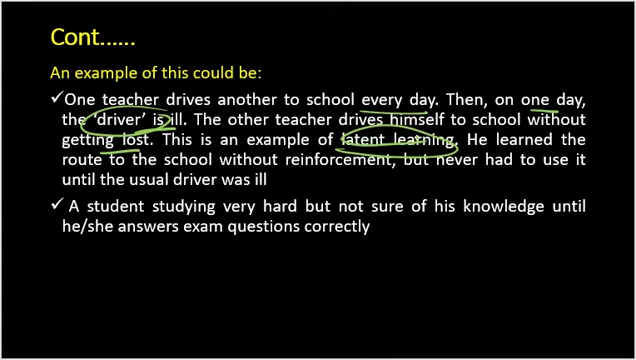 Cont......
An example of this could be:
✓One teacher drives another to school every day. Then, on one day,
the ‘driver’ is ill. The other teacher drives himself to school without
getting lost. This is an example of latent learning. He learned the
route to the school without reinforcement, but never had to use it
until the usual driver was ill
✓ A student studying very hard but not sure of his knowledge until
he/she answers exam questions correctly